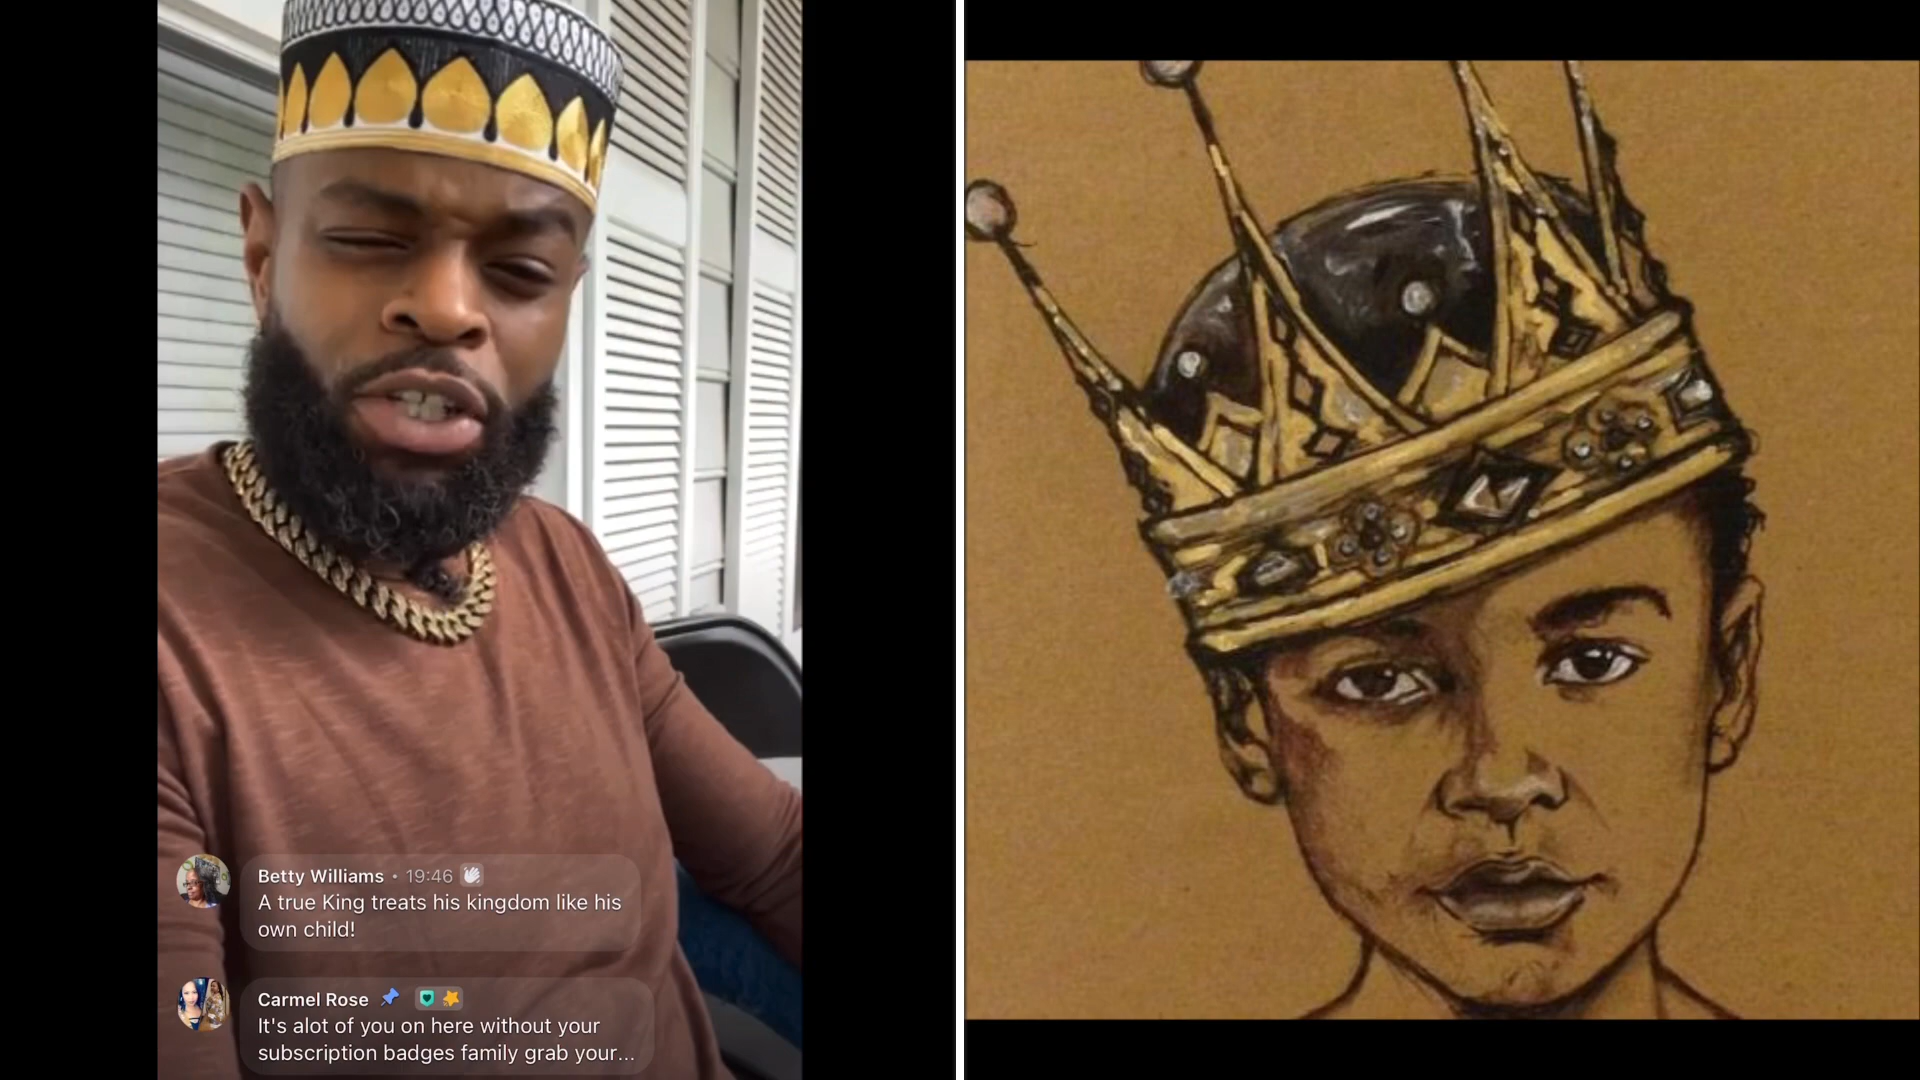 Betty Williams • 19:46
A true King treats his kingdom like his
own child!
Carmel Rose
It's alot of you on here without your
subscription badges family grab your...